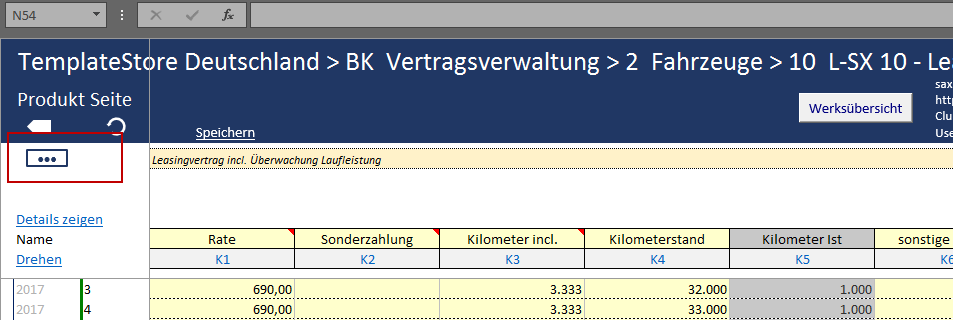 N54
fx
TemplateStore Deutschland > BK Vertragsverwaltung > 2 Fahrzeuge > 10 L-SX 10 - Lea
Produkt Seite
sax
Werksübersicht
http
Clu
Speichern
Use
Leasingvertrag incl. Überwachung Laufleistung
Details zeigen
Name Rate Sonderzahlung Kilometer incl. Kilometerstand Kilometer Ist sonstige
Drehen K1 K2 K3 K4 K5 K6
2017 3 690,00 3.333 32.000 1.000
2017 4 690,00 3.333 33.000 1.000